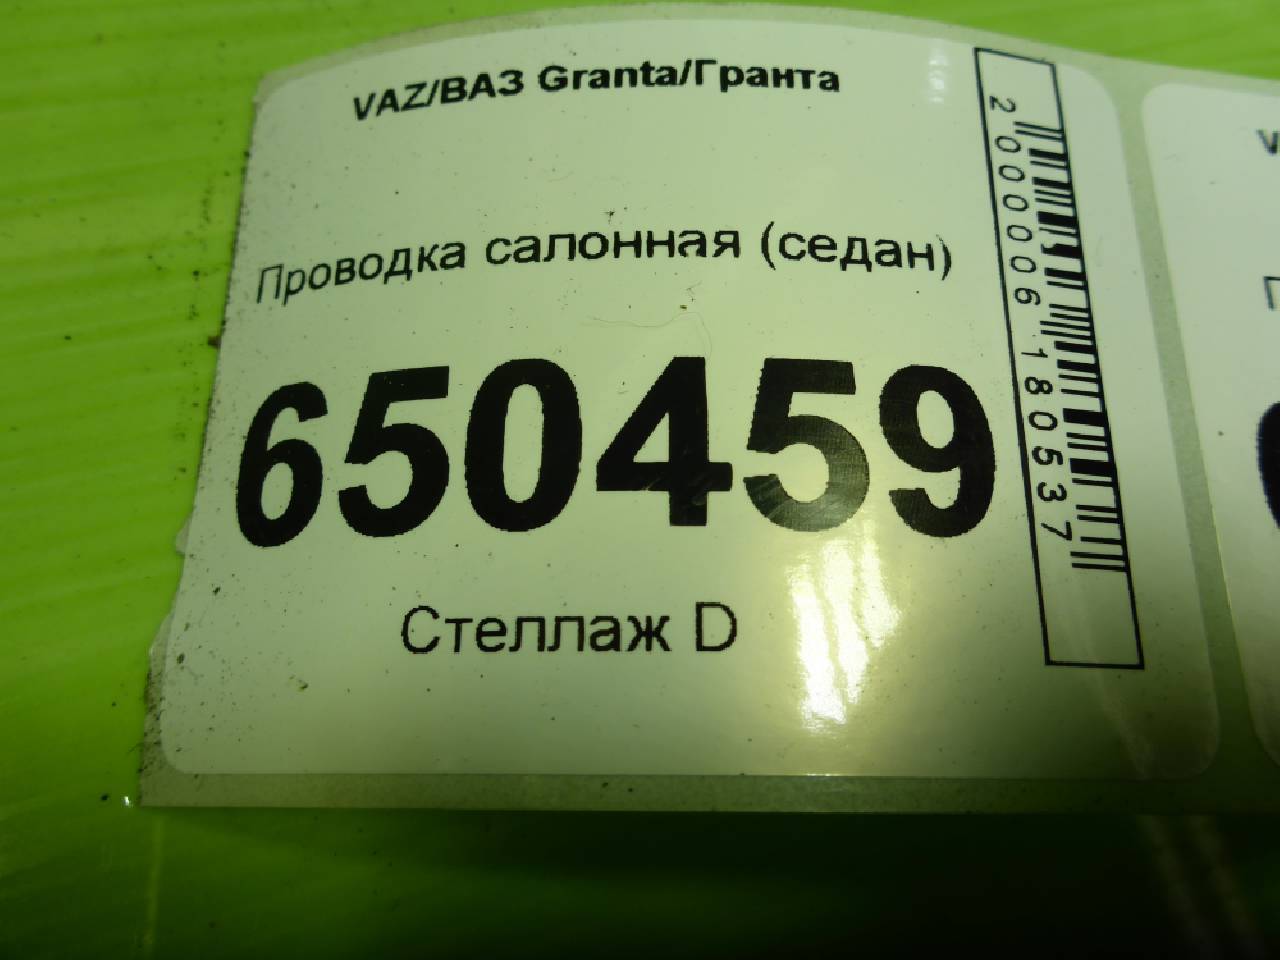 VAZ/ВАЗ Granta/Гранта
Проводка салонная (седан)
650459
Стеллаж D
2000006180537